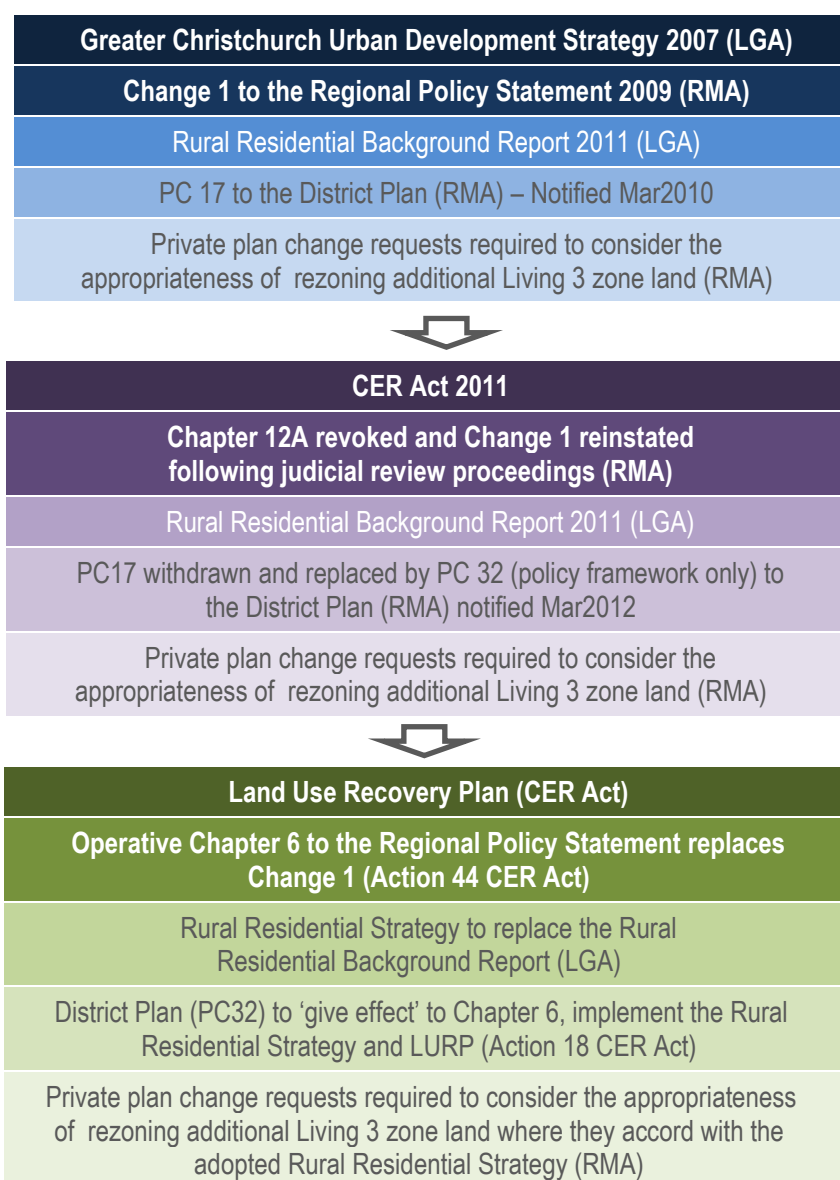 Greater Christchurch Urban Development Strategy 2007 (LGA)
Change 1 to the Regional Policy Statement 2009 (RMA)
Rural Residential Background Report 2011 (LGA)
PC 17 to the District Plan (RMA) – Notified Mar2010
Private plan change requests required to consider the
appropriateness of rezoning additional Living 3 zone land (RMA)
CER Act 2011
Chapter 12A revoked and Change 1 reinstated
following judicial review proceedings (RMA)
Rural Residential Background Report 2011 (LGA)
PC17 withdrawn and replaced by PC 32 (policy framework only) to
the District Plan (RMA) notified Mar2012
Private plan change requests required to consider the
appropriateness of rezoning additional Living 3 zone land (RMA)
Land Use Recovery Plan (CER Act)
Operative Chapter 6 to the Regional Policy Statement replaces
Change 1 (Action 44 CER Act)
Rural Residential Strategy to replace the Rural
Residential Background Report (LGA)
District Plan (PC32) to ‘give effect’ to Chapter 6, implement the Rural
Residential Strategy and LURP (Action 18 CER Act)
Private plan change requests required to consider the appropriateness
of rezoning additional Living 3 zone land where they accord with the
adopted Rural Residential Strategy (RMA)